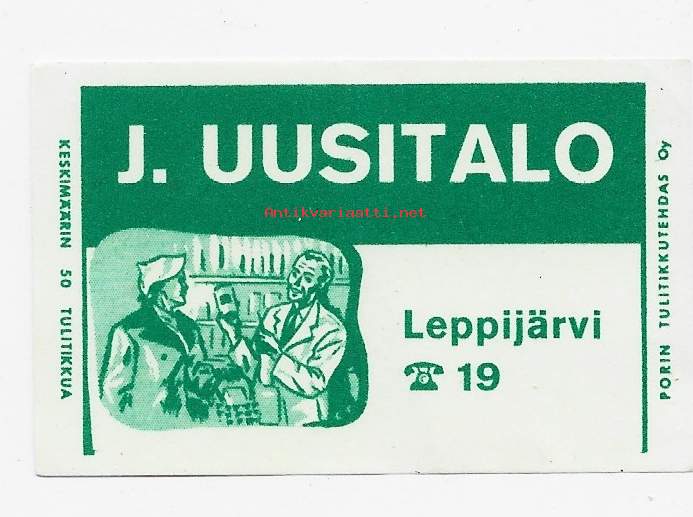 J. UUSITALO
Antikvariaatti.net
KESKIMÄÄRIN 50 TULITIKKUA
Leppijärvi
☎ 19
PORIN TULITIKKUTEHDAS Oy